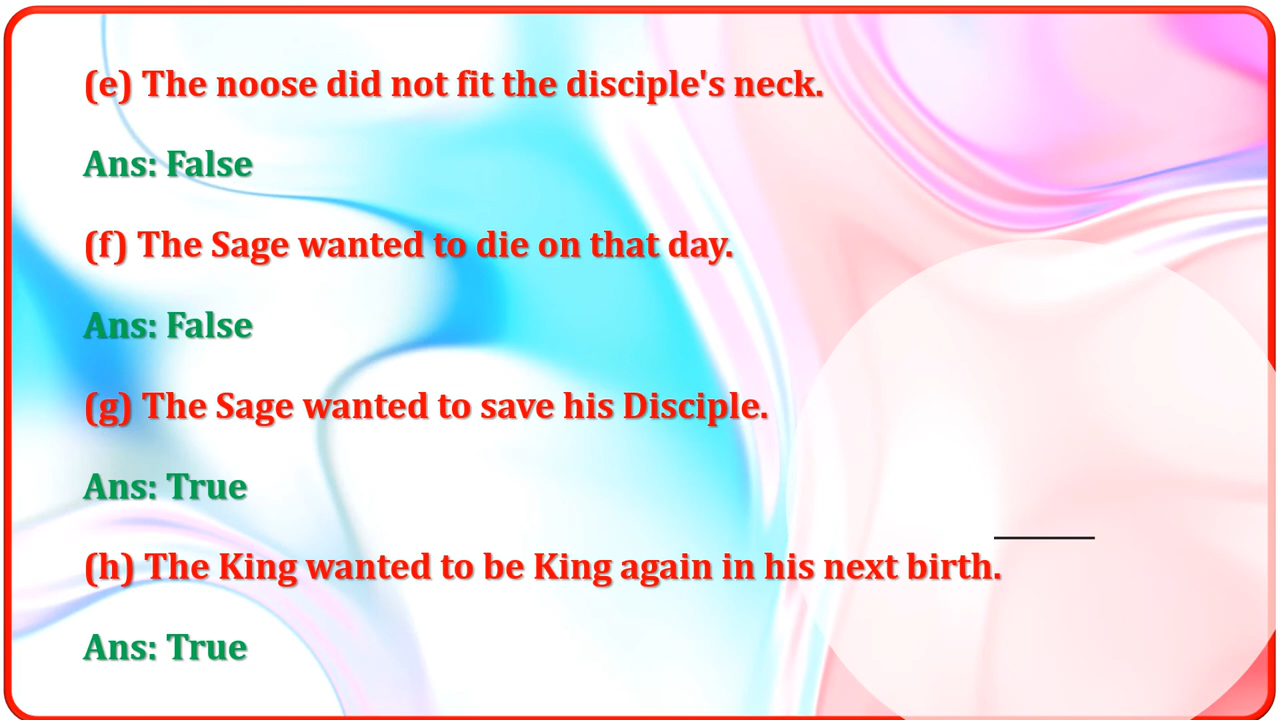 (e) The noose did not fit the disciple's neck.
Ans: False
(f) The Sage wanted to die on that day.
Ans: False
(g) The Sage wanted to save his Disciple.
Ans: True
(h) The King wanted to be King again in his next birth.
Ans: True